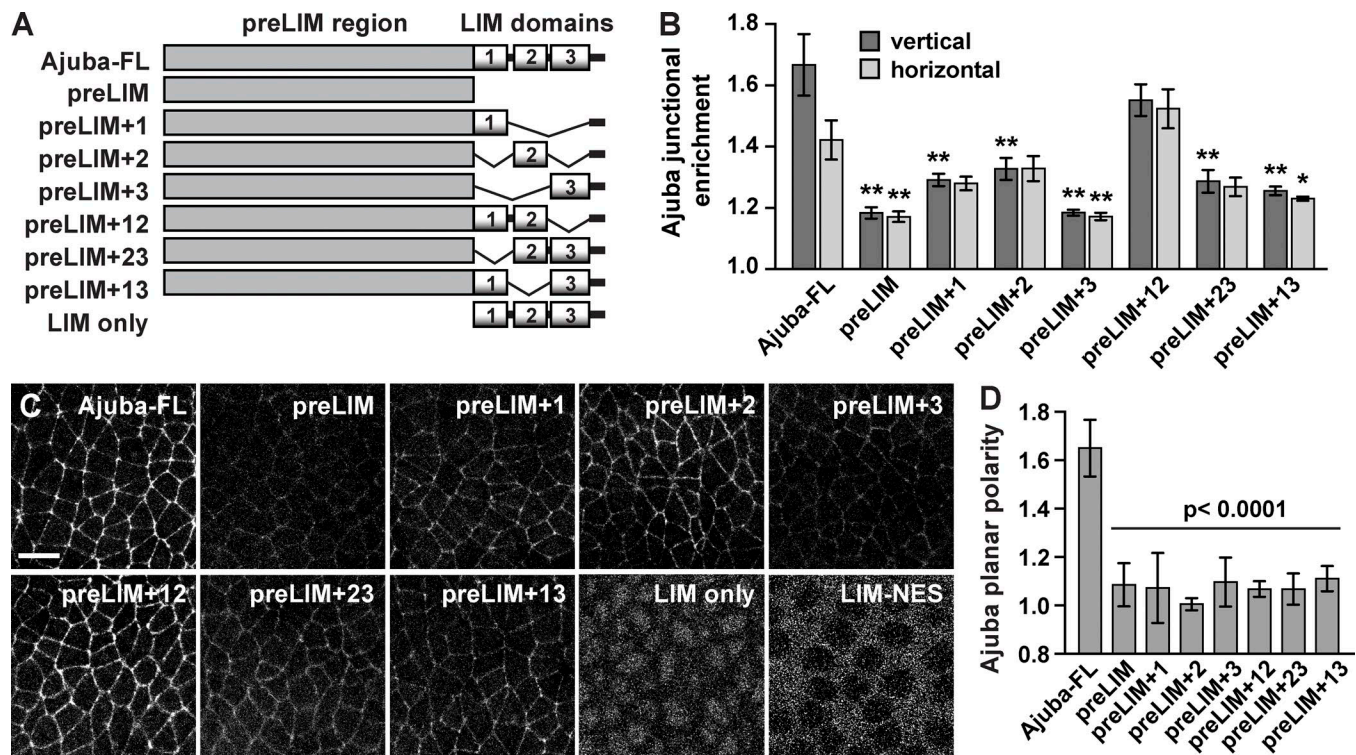 A
preLIM region LIM domains
Ajuba-FL 1 2 3
preLIM
preLIM+1 1
preLIM+2 2
preLIM+3 3
preLIM+12 1 2
preLIM+23 2 3
preLIM+13 1 3
LIM only 1 2 3
B
Ajuba junctional
enrichment
1.8
1.6
1.4
1.2
1.0
vertical
horizontal
** ** ** ** ** ** ** ** *
Ajuba-FL
preLIM
preLIM+1
preLIM+2
preLIM+3
preLIM+12
preLIM+23
preLIM+13
C
Ajuba-FL preLIM preLIM+1 preLIM+2 preLIM+3
preLIM+12 preLIM+23 preLIM+13 LIM only LIM-NES
D
Ajuba planar polarity
1.8
1.6
1.4
1.2
1.0
0.8
p< 0.0001
Ajuba-FL
preLIM
preLIM+1
preLIM+2
preLIM+3
preLIM+12
preLIM+23
preLIM+13